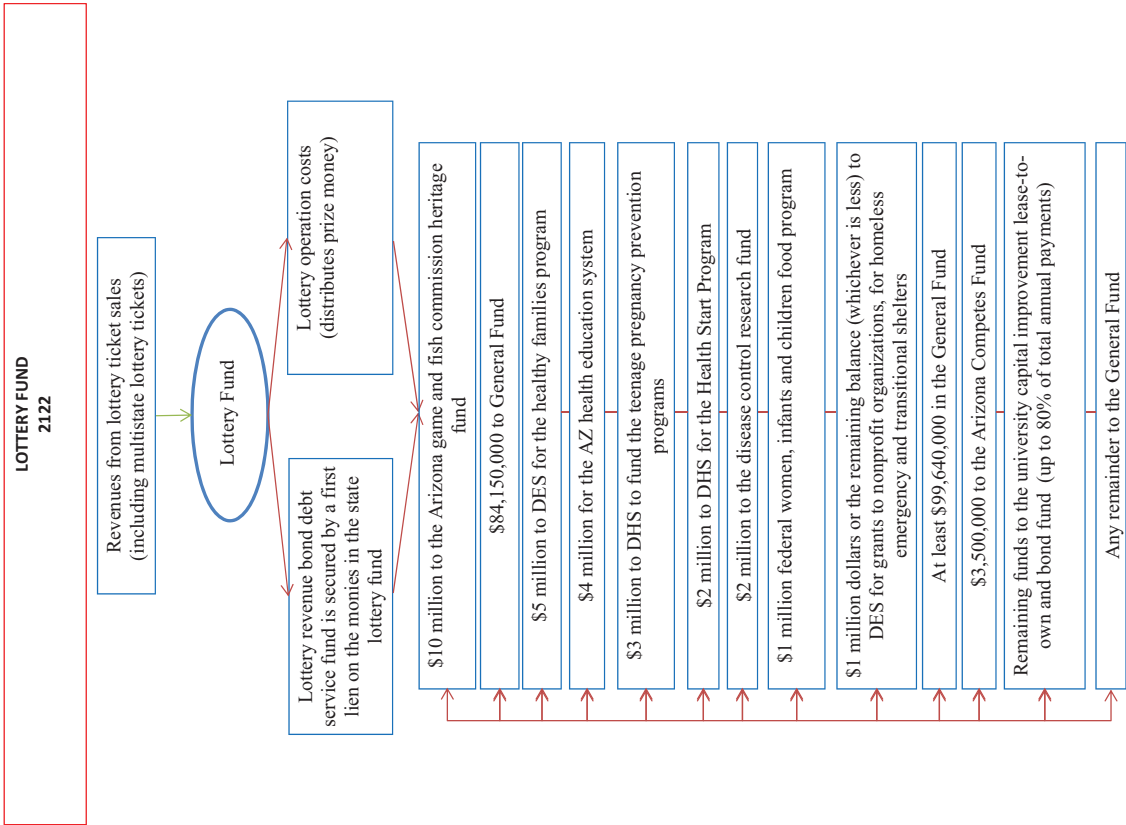 LOTTERY FUND
2122
Revenues from lottery ticket sales
(including multistate lottery tickets)
Lottery Fund
Lottery revenue bond debt
service fund is secured by a first
lien on the monies in the state
lottery fund
Lottery operation costs
(distributes prize money)
$10 million to the Arizona game and fish commission heritage
fund
$84,150,000 to General Fund
$5 million to DES for the healthy families program
$4 million for the AZ health education system
$3 million to DHS to fund the teenage pregnancy prevention
programs
$2 million to DHS for the Health Start Program
$2 million to the disease control research fund
$1 million federal women, infants and children food program
$1 million dollars or the remaining balance (whichever is less) to
DES for grants to nonprofit organizations, for homeless
emergency and transitional shelters
At least $99,640,000 in the General Fund
$3,500,000 to the Arizona Competes Fund
Remaining funds to the university capital improvement lease-to-
own and bond fund (up to 80% of total annual payments)
Any remainder to the General Fund